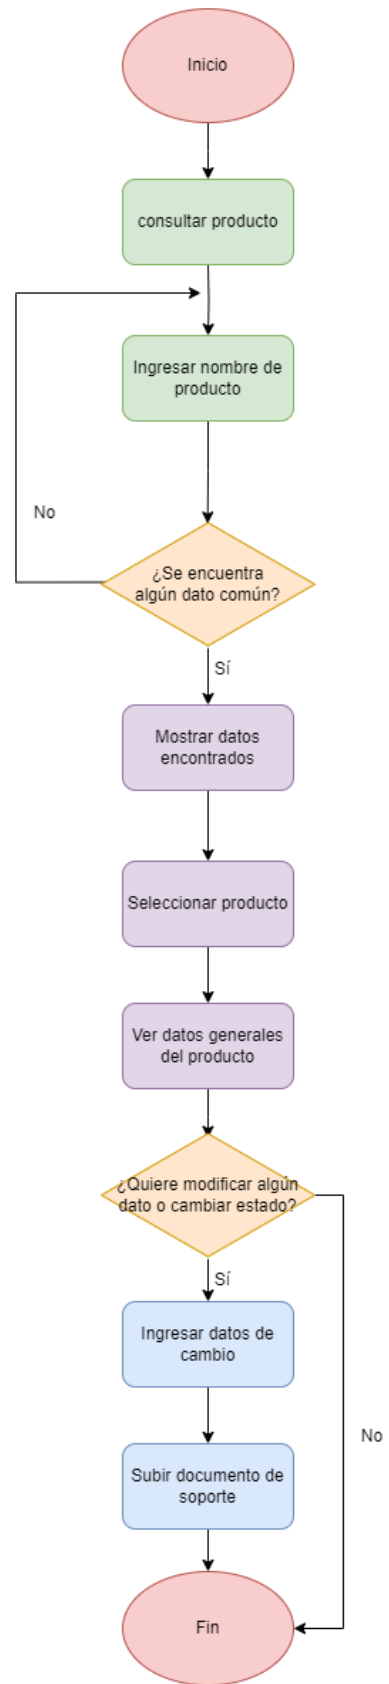 Inicio
consultar producto
Ingresar nombre de
producto
No
¿Se encuentra
algún dato común?
Sí
Mostrar datos
encontrados
Seleccionar producto
Ver datos generales
del producto
¿Quiere modificar algún
dato o cambiar estado?
Sí
Ingresar datos de
cambio
No
Subir documento de
soporte
Fin